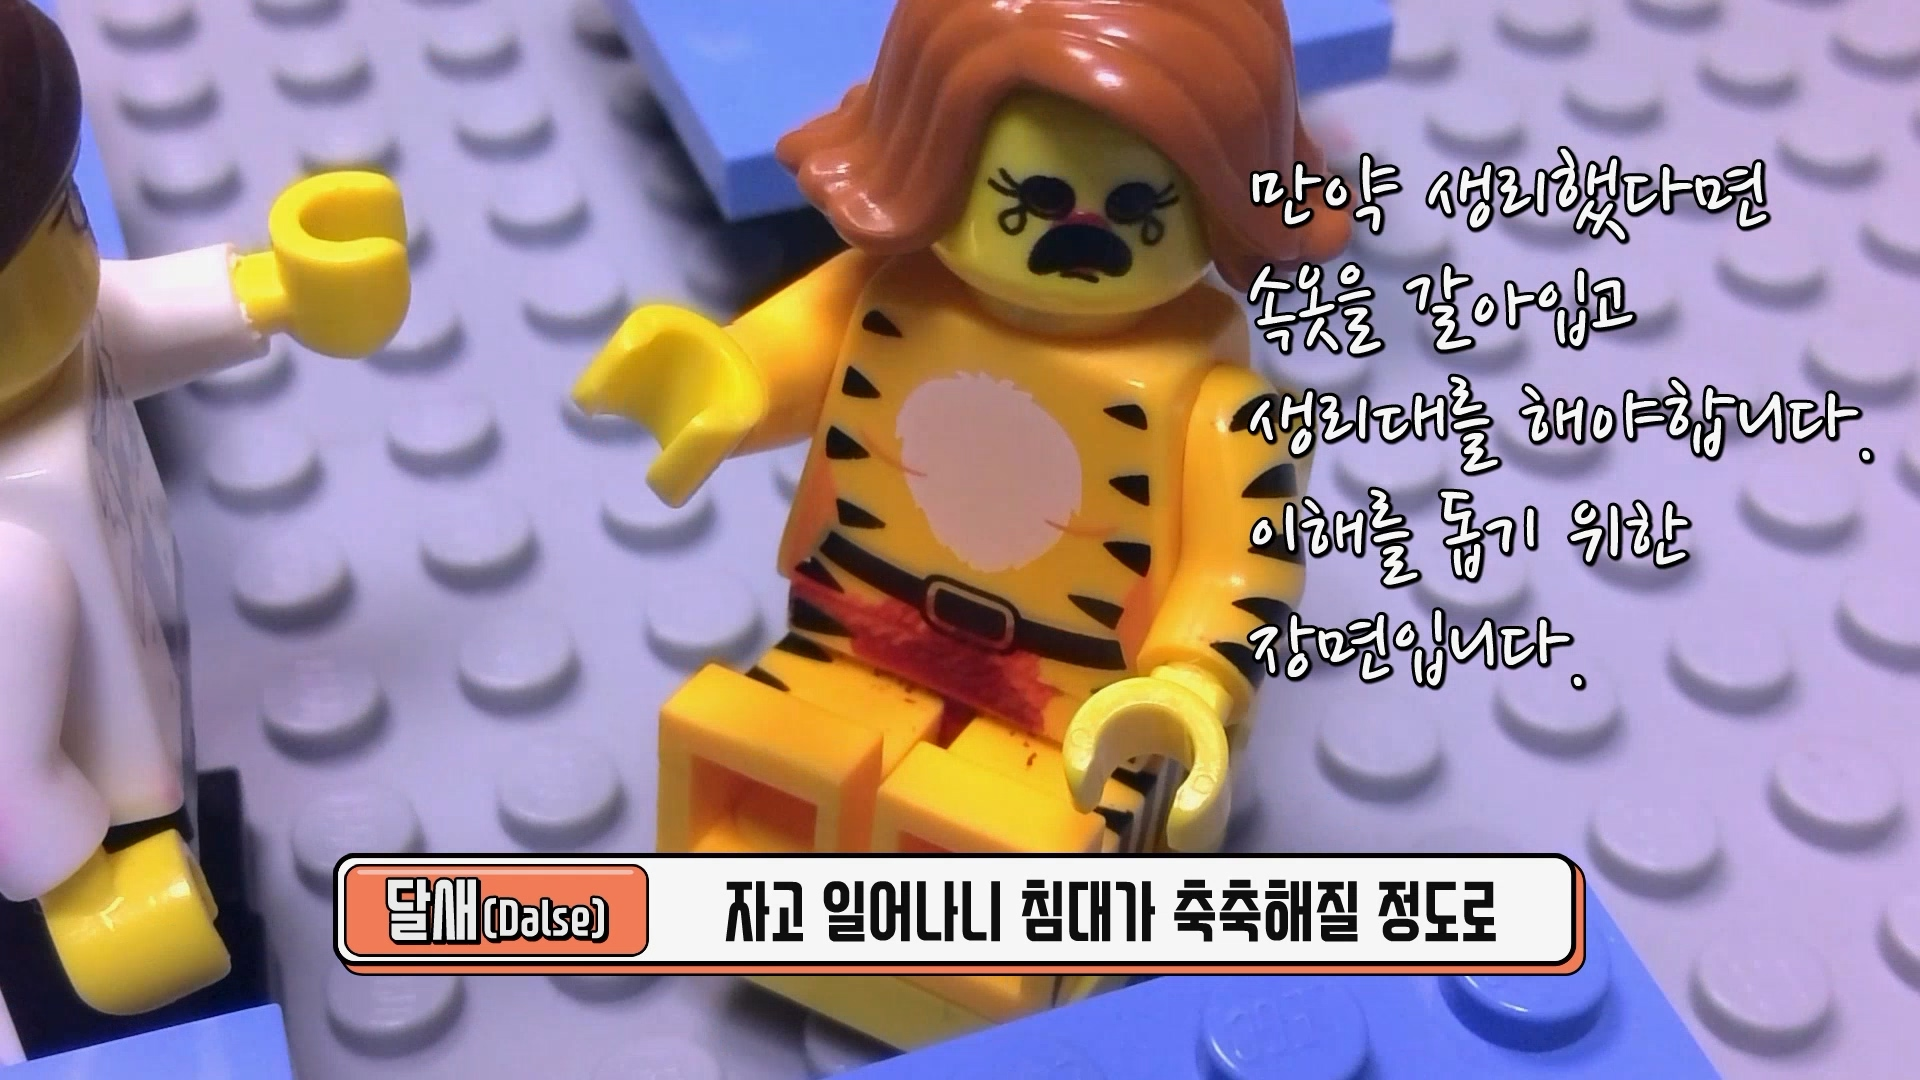 만약 생리했다면
속옷을 갈아입고
생리대를 해야합니다.
이해를 돕기 위한
장면입니다.
달새(Dalse) 자고 일어나니 침대가 축축해질 정도로